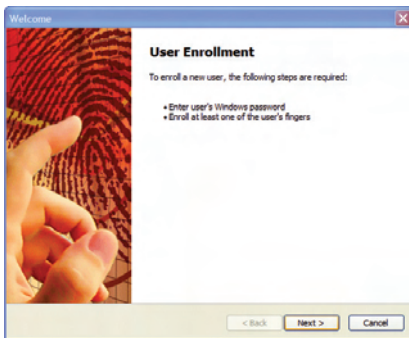 Welcome
User Enrollment
To enroll a new user, the following steps are required:
• Enter user's Windows password
• Enroll at least one of the user's fingers
< Back Next > Cancel